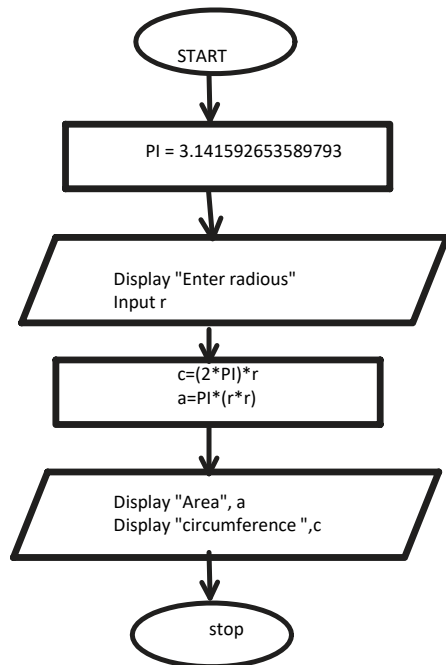 START
PI = 3.141592653589793
Display "Enter radious"
Input r
c=(2*PI)*r
a=PI*(r*r)
Display "Area", a
Display "circumference ",c
stop